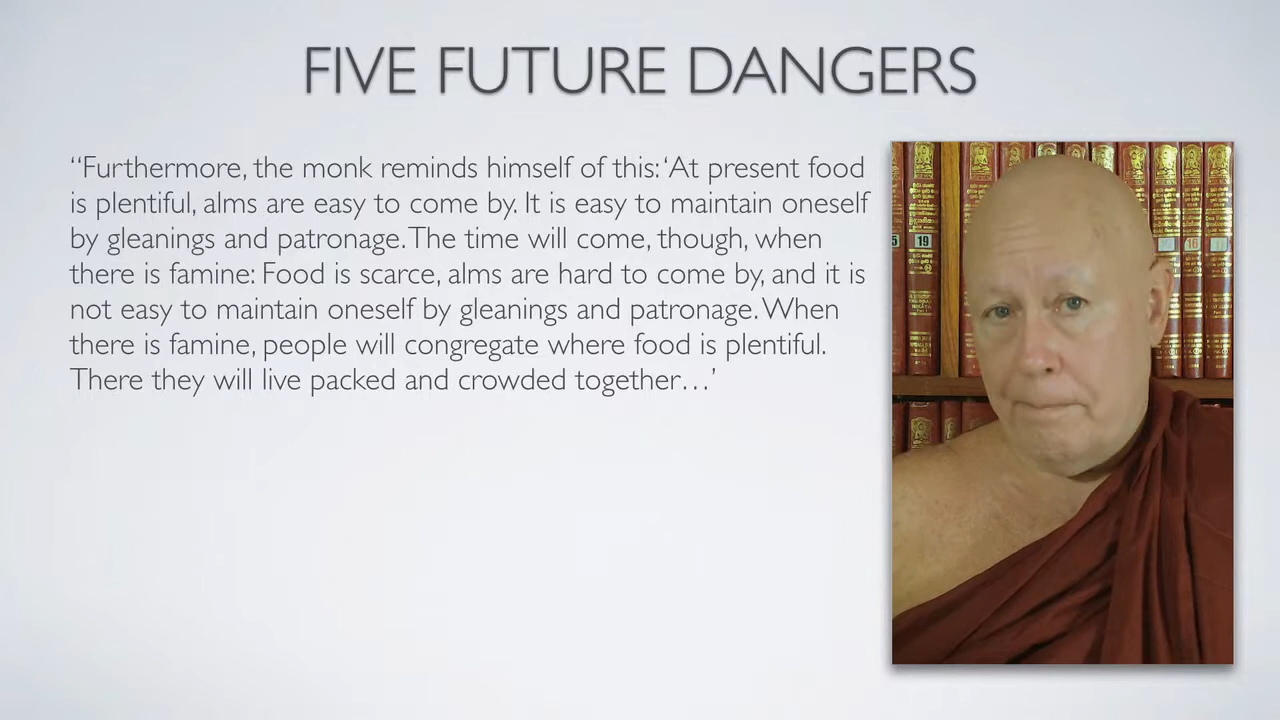 FIVE FUTURE DANGERS
“Furthermore, the monk reminds himself of this: ‘At present food
is plentiful, alms are easy to come by. It is easy to maintain oneself
by gleanings and patronage. The time will come, though, when
there is famine: Food is scarce, alms are hard to come by, and it is
not easy to maintain oneself by gleanings and patronage. When
there is famine, people will congregate where food is plentiful.
There they will live packed and crowded together…’
19
16